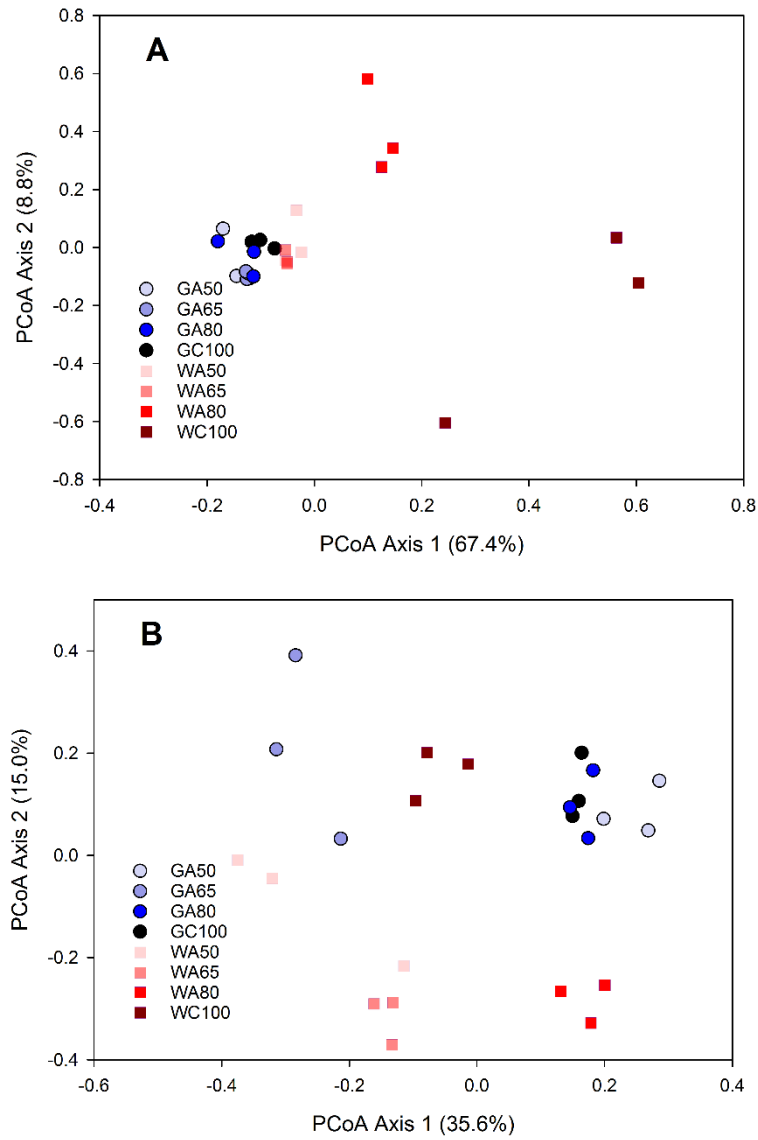 A
0.8
0.6
0.4
0.2
0.0
-0.2
-0.4
-0.6
-0.8
PCoA Axis 2 (8.8%)
GA50
GA65
GA80
GC100
WA50
WA65
WA80
WC100
-0.4 -0.2 0.0 0.2 0.4 0.6 0.8
PCoA Axis 1 (67.4%)
B
0.4
0.2
0.0
-0.2
-0.4
PCoA Axis 2 (15.0%)
GA50
GA65
GA80
GC100
WA50
WA65
WA80
WC100
-0.6 -0.4 -0.2 0.0 0.2 0.4
PCoA Axis 1 (35.6%)